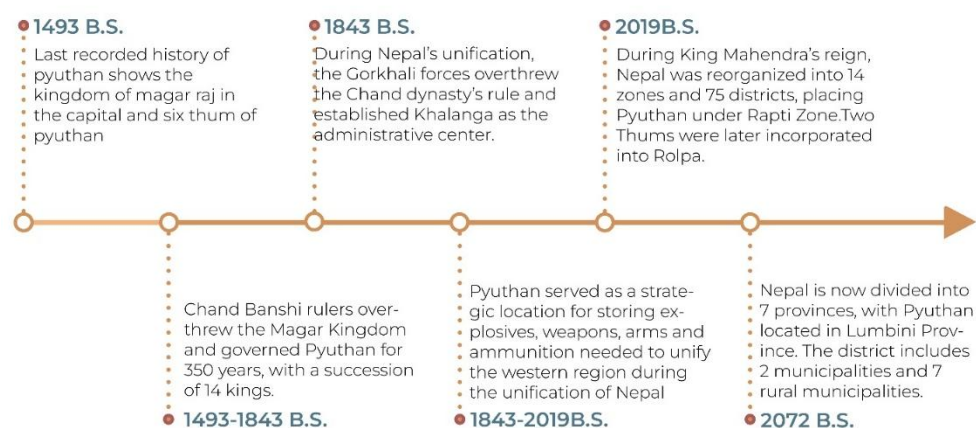 1493 B.S.
Last recorded history of
pyuthan shows the
kingdom of magar raj in
the capital and six thum of
pyuthan
1843 B.S.
During Nepal's unification,
the Gorkhali forces overthrew
the Chand dynasty's rule and
established Khalanga as the
administrative center.
2019B.S.
During King Mahendra's reign,
Nepal was reorganized into 14
zones and 75 districts, placing
Pyuthan under Rapti Zone.Two
Thums were later incorporated
into Rolpa.
Chand Banshi rulers over-
threw the Magar Kingdom
and governed Pyuthan for
350 years, with a succession
of 14 kings.
1493-1843 B.S.
Pyuthan served as a strate-
gic location for storing ex-
plosives, weapons, arms and
ammunition needed to unify
the western region during
the unification of Nepal
1843-2019B.S.
Nepal is now divided into
7 provinces, with Pyuthan
located in Lumbini Prov-
ince. The district includes
2 municipalities and 7
rural municipalities.
2072 B.S.